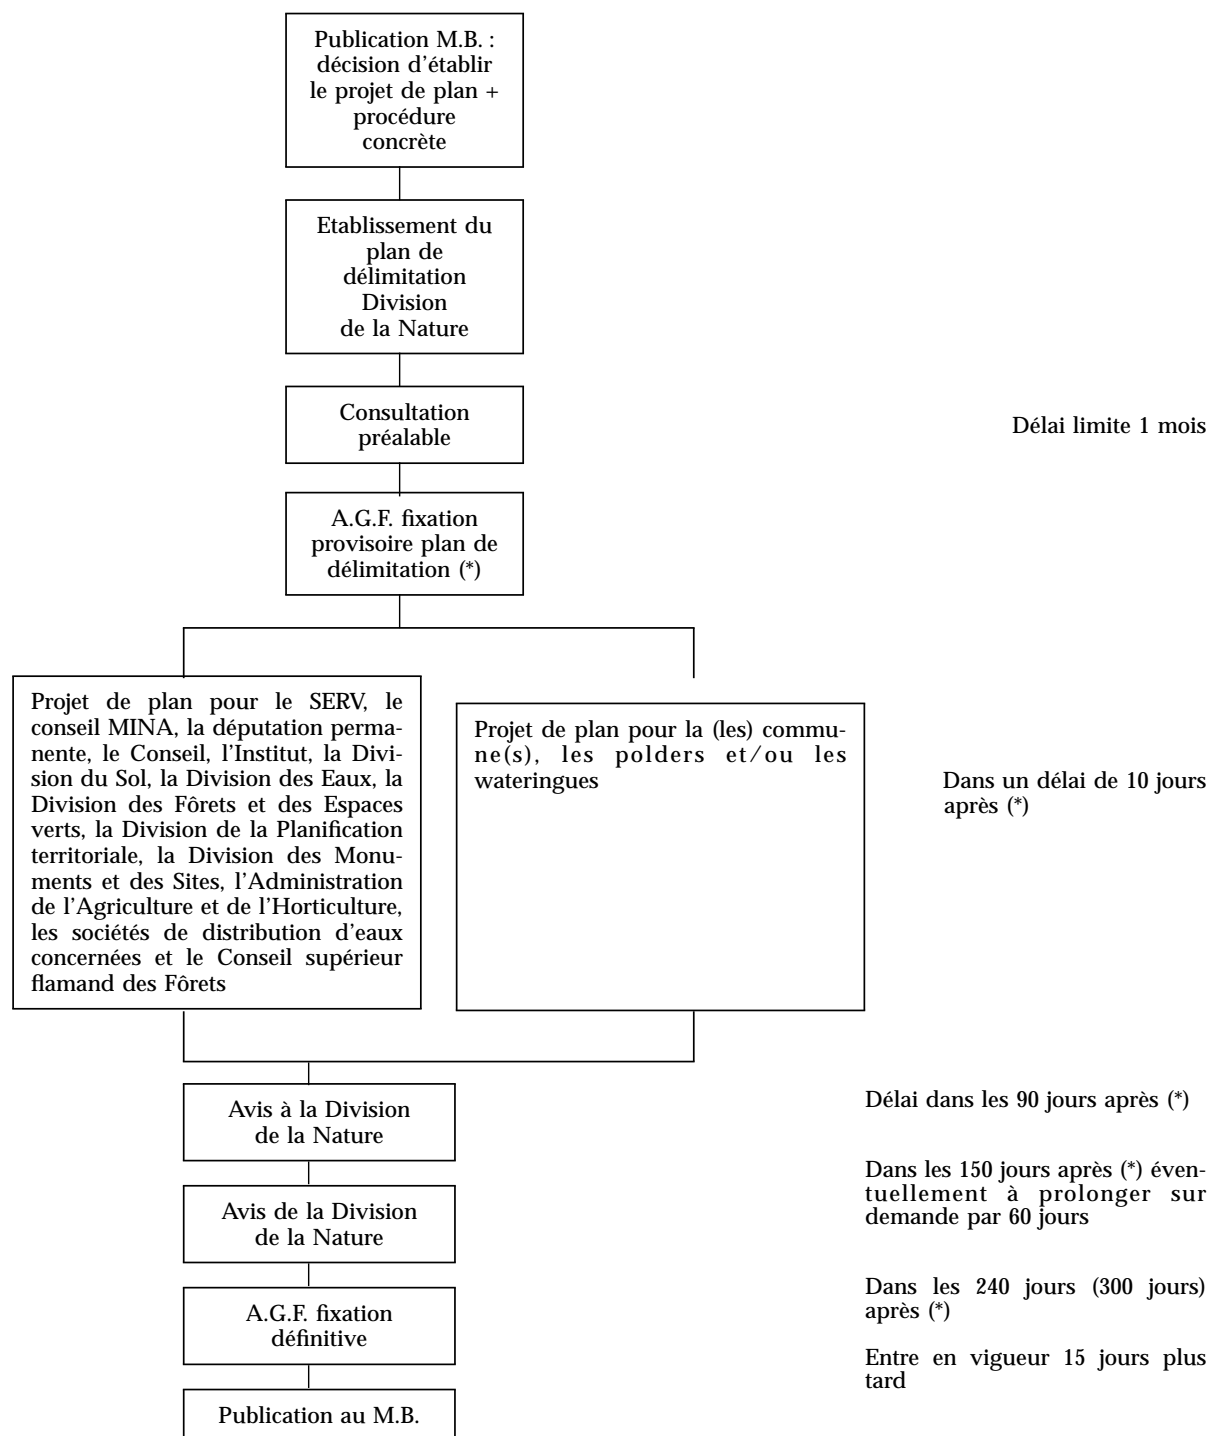 Publication M.B. :
décision d'établir
le projet de plan +
procédure
concrète
Etablissement du
plan de
délimitation
Division
de la Nature
Consultation
préalable
Délai limite 1 mois
A.G.F. fixation
provisoire plan de
délimitation (*)
Projet de plan pour le SERV, le
conseil MINA, la députation perma-
nente, le Conseil, l'Institut, la Divi-
sion du Sol, la Division des Eaux, la
Division des Fôrets et des Espaces
verts, la Division de la Planification
territoriale, la Division des Monu-
ments et des Sites, l'Administration
de l'Agriculture et de l'Horticulture,
les sociétés de distribution d'eaux
concernées et le Conseil supérieur
flamand des Fôrets
Projet de plan pour la (les) commu-
ne(s), les polders et/ou les
wateringues
Dans un délai de 10 jours
après (*)
Avis à la Division
de la Nature
Délai dans les 90 jours après (*)
Avis de la Division
de la Nature
Dans les 150 jours après (*) éven-
tuellement à prolonger sur
demande par 60 jours
A.G.F. fixation
définitive
Dans les 240 jours (300 jours)
après (*)
Entre en vigueur 15 jours plus
tard
Publication au M.B.